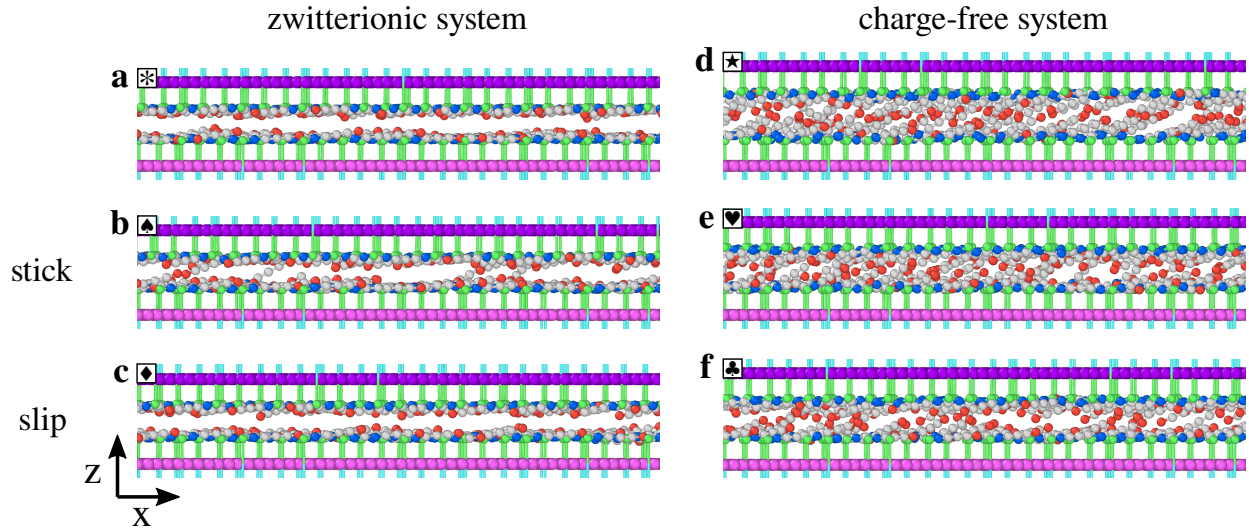 zwitterionic system
charge-free system
a
d
b
e
stick
c
f
slip
z
x